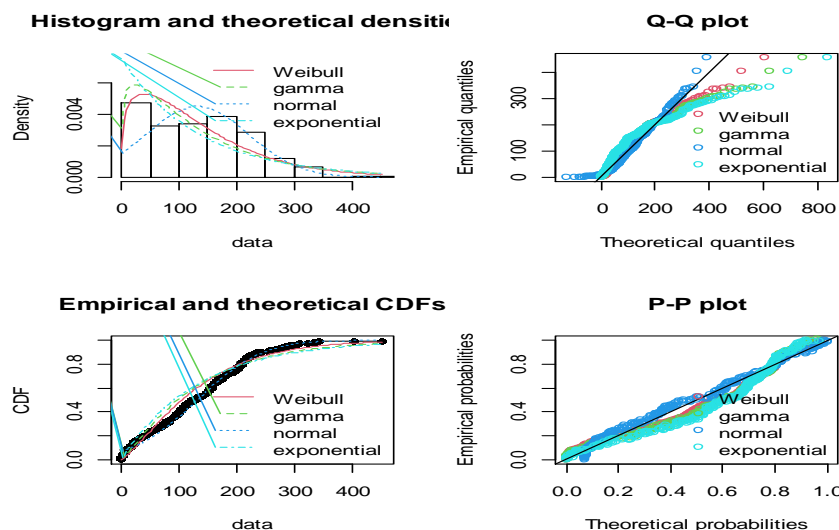 Histogram and theoretical densitie
Density
0.000 0.004
Weibull
gamma
normal
exponential
0 100 200 300 400
data
Q-Q plot
Empirical quantiles
0 100 300
Weibull
gamma
normal
exponential
0 200 400 600 800
Theoretical quantiles
Empirical and theoretical CDFs
CDF
0.0 0.4 0.8
Weibull
gamma
normal
exponential
0 100 200 300 400
data
P-P plot
Empirical probabilities
0.0 0.4 0.8
Weibull
gamma
normal
exponential
0.0 0.2 0.4 0.6 0.8 1.0
Theoretical probabilities